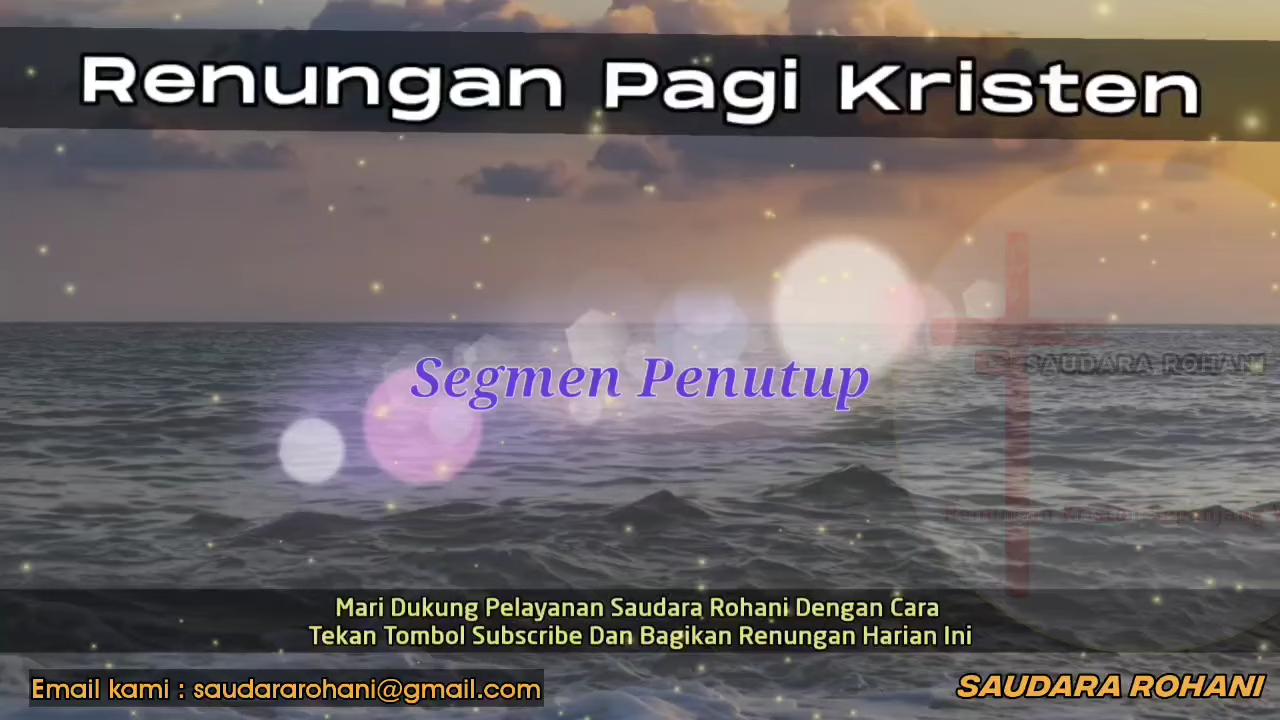 Renungan Pagi Kristen
SAUDARA ROHANI
Segmen Penutup
Mari Dukung Pelayanan Saudara Rohani Dengan Cara
Tekan Tombol Subscribe Dan Bagikan Renungan Harian Ini
Email kami : saudararohani@gmail.com
SAUDARA ROHANI